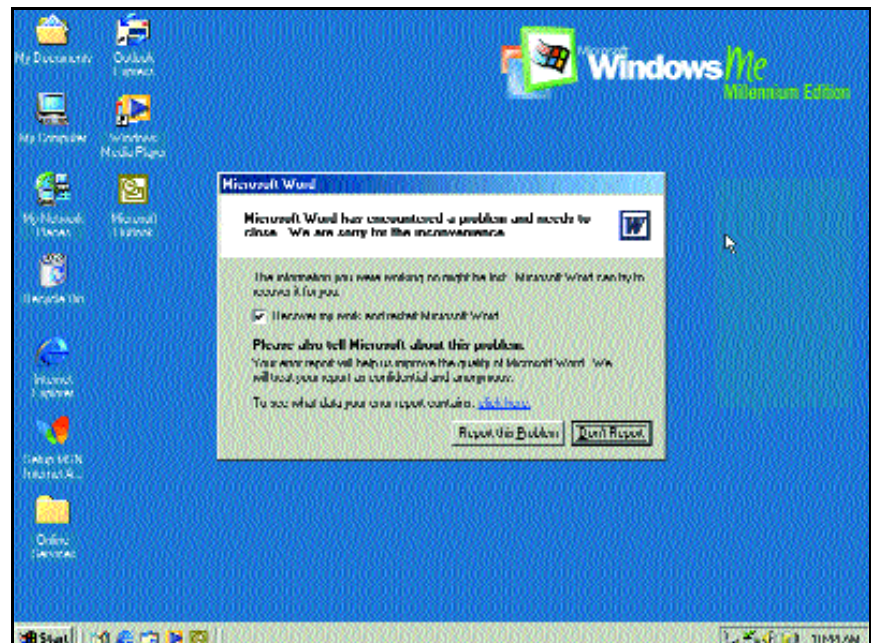 My Documents
Outlook
Express
Microsoft
Windows Me
Millennium Edition
My Computer
Windows
Media Player
My Network
Places
Microsoft
Outlook
Recycle Bin
Internet
Explorer
Setup MSN
Internet A...
Online
Services
Microsoft Word
Microsoft Word has encountered a problem and needs to
close. We are sorry for the inconvenience.
The information you were working on might be lost. Microsoft Word can try to
recover it for you.
Recover my work and restart Microsoft Word
Please also tell Microsoft about this problem.
Your error report will help us improve the quality of Microsoft Word. We
will treat your report as confidential and anonymous.
To see what data your error report contains, click here.
Report this Problem
Don't Report
Start
AM